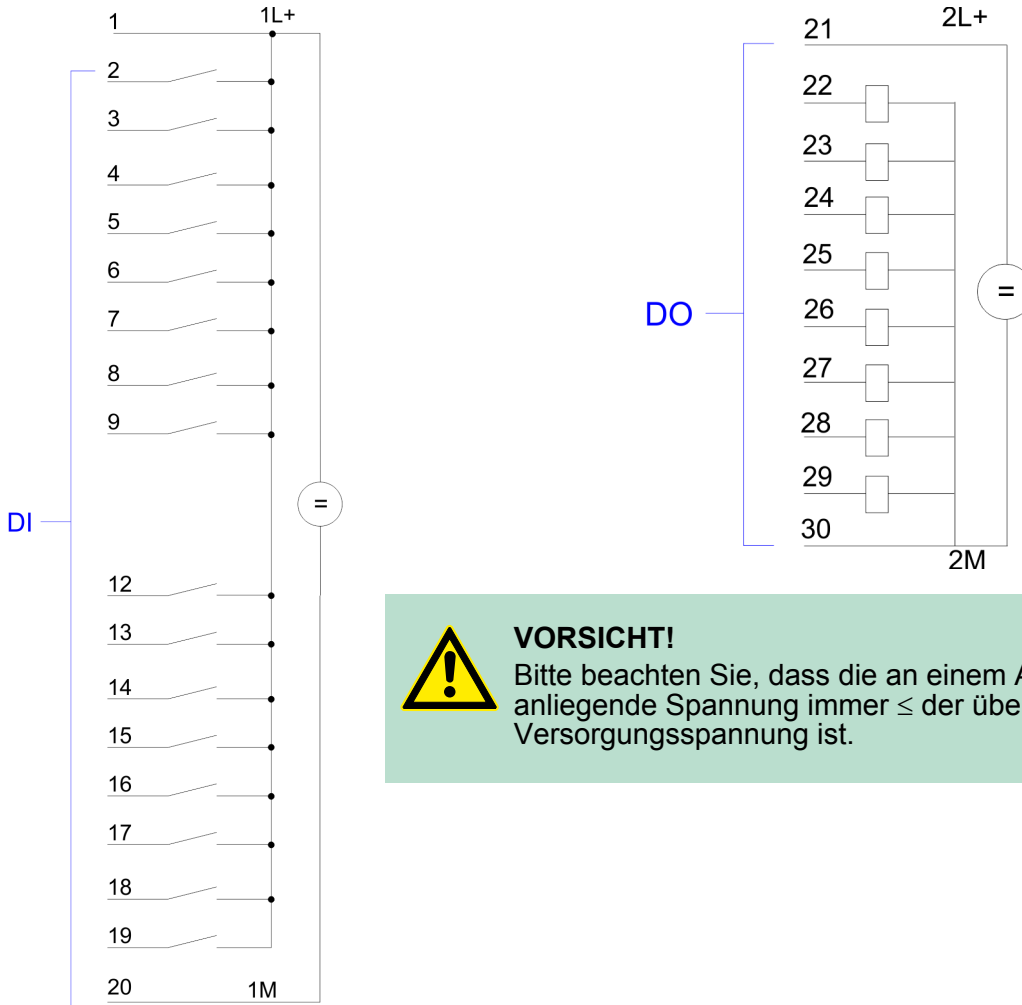 1 1L+
2
3
4
5
6
7
8
9
DI
=
12
13
14
15
16
17
18
19
20 1M
21 2L+
22
23
24
25
26
27
28
29
30
DO
=
2M
VORSICHT!
Bitte beachten Sie, dass die an einem
anliegende Spannung immer ≤ der
Versorgungsspannung ist.